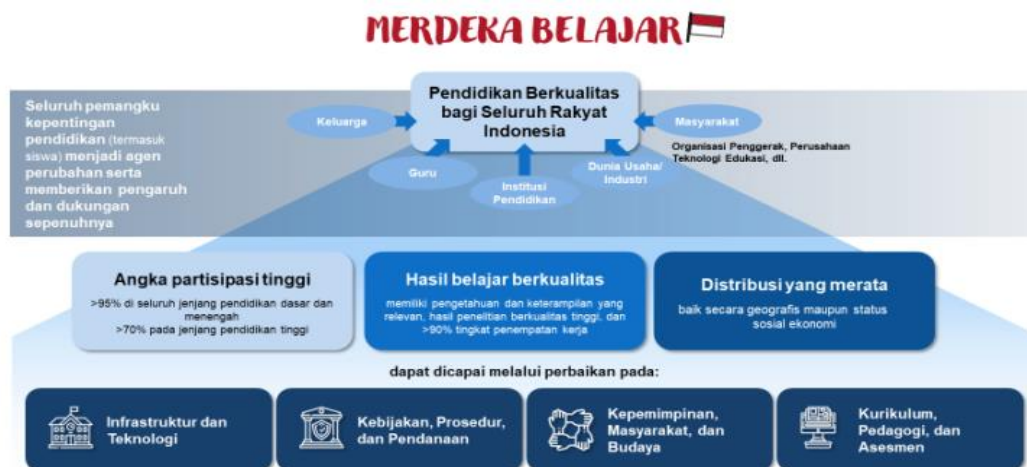 MERDEKA BELAJAR
Seluruh pemangku
kepentingan
pendidikan (termasuk
siswa) menjadi agen
perubahan serta
memberikan pengaruh
dan dukungan
sepenuhnya
Pendidikan Berkualitas
bagi Seluruh Rakyat
Indonesia
Keluarga
Guru
Institusi
Pendidikan
Dunia Usaha/
Industri
Masyarakat
Organisasi Penggerak, Perusahaan
Teknologi Edukasi, dll.
Angka partisipasi tinggi
>95% di seluruh jenjang pendidikan dasar dan
menengah
>70% pada jenjang pendidikan tinggi
Hasil belajar berkualitas
memiliki pengetahuan dan keterampilan yang
relevan, hasil penelitian berkualitas tinggi, dan
>90% tingkat penempatan kerja
Distribusi yang merata
baik secara geografis maupun status
sosial ekonomi
dapat dicapai melalui perbaikan pada:
Infrastruktur dan
Teknologi
Kebijakan, Prosedur,
dan Pendanaan
Kepemimpinan,
Masyarakat, dan
Budaya
Kurikulum,
Pedagogi, dan
Asesmen